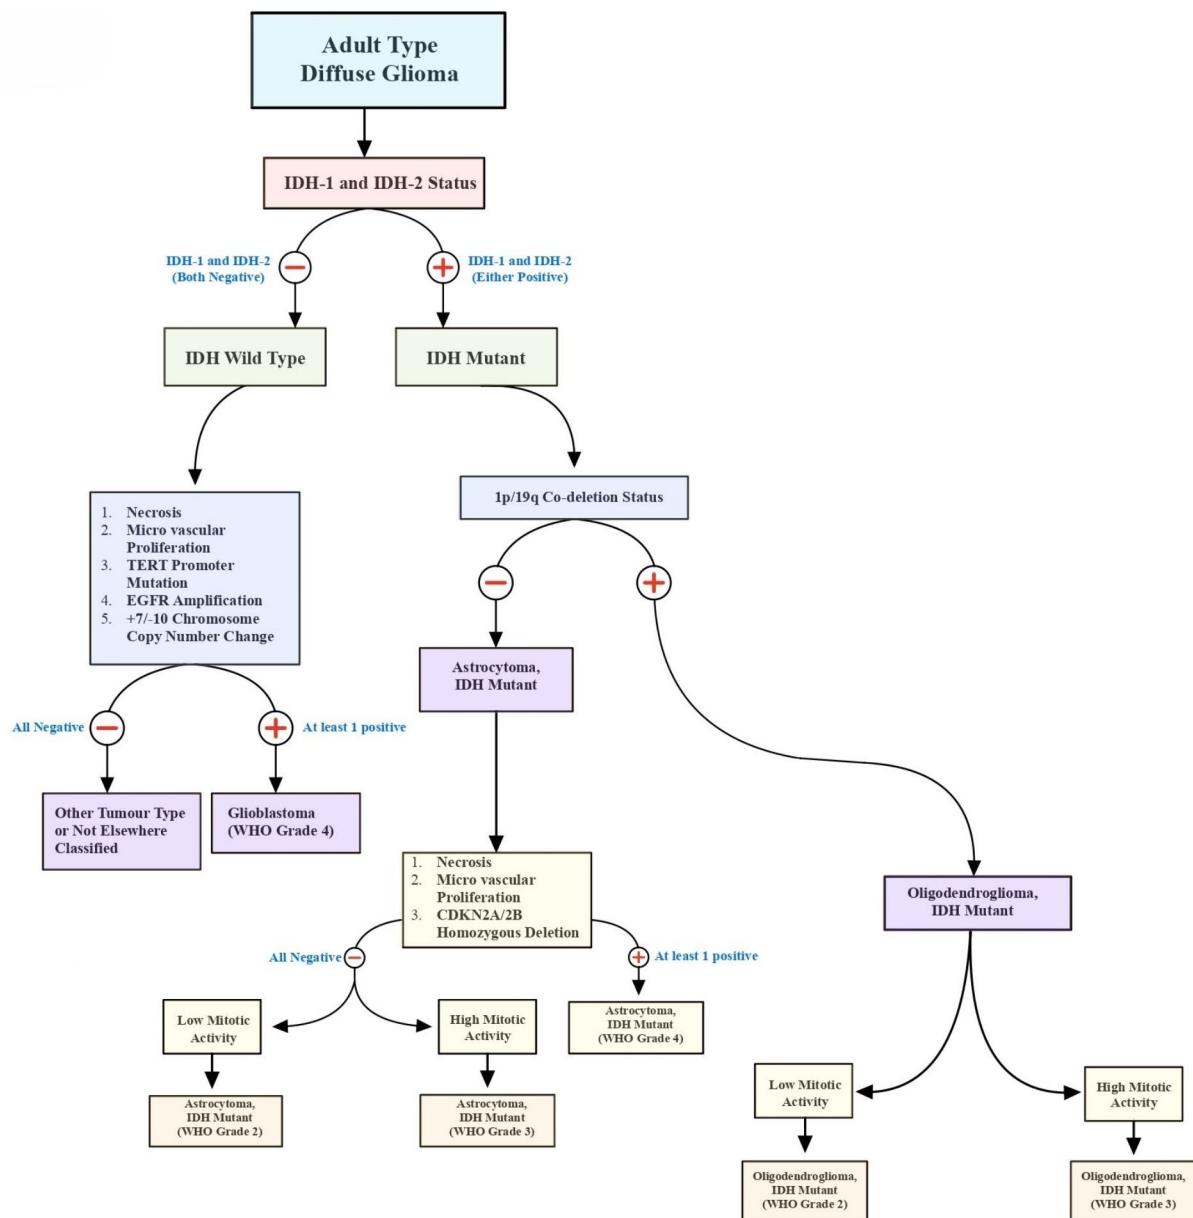 Adult Type
Diffuse Glioma
IDH-1 and IDH-2 Status
IDH-1 and IDH-2
(Both Negative)
IDH-1 and IDH-2
(Either Positive)
IDH Wild Type
IDH Mutant
1p/19q Co-deletion Status
1. Necrosis
2. Micro vascular
Proliferation
3. TERT Promoter
Mutation
4. EGFR Amplification
5. +7/-10 Chromosome
Copy Number Change
Astrocytoma,
IDH Mutant
All Negative
At least 1 positive
Other Tumour Type
or Not Elsewhere
Classified
Glioblastoma
(WHO Grade 4)
1. Necrosis
2. Micro vascular
Proliferation
3. CDKN2A/2B
Homozygous Deletion
Oligodendroglioma,
IDH Mutant
All Negative
At least 1 positive
Low Mitotic
Activity
High Mitotic
Activity
Astrocytoma,
IDH Mutant
(WHO Grade 4)
Astrocytoma,
IDH Mutant
(WHO Grade 2)
Astrocytoma,
IDH Mutant
(WHO Grade 3)
Low Mitotic
Activity
High Mitotic
Activity
Oligodendroglioma,
IDH Mutant
(WHO Grade 2)
Oligodendroglioma,
IDH Mutant
(WHO Grade 3)